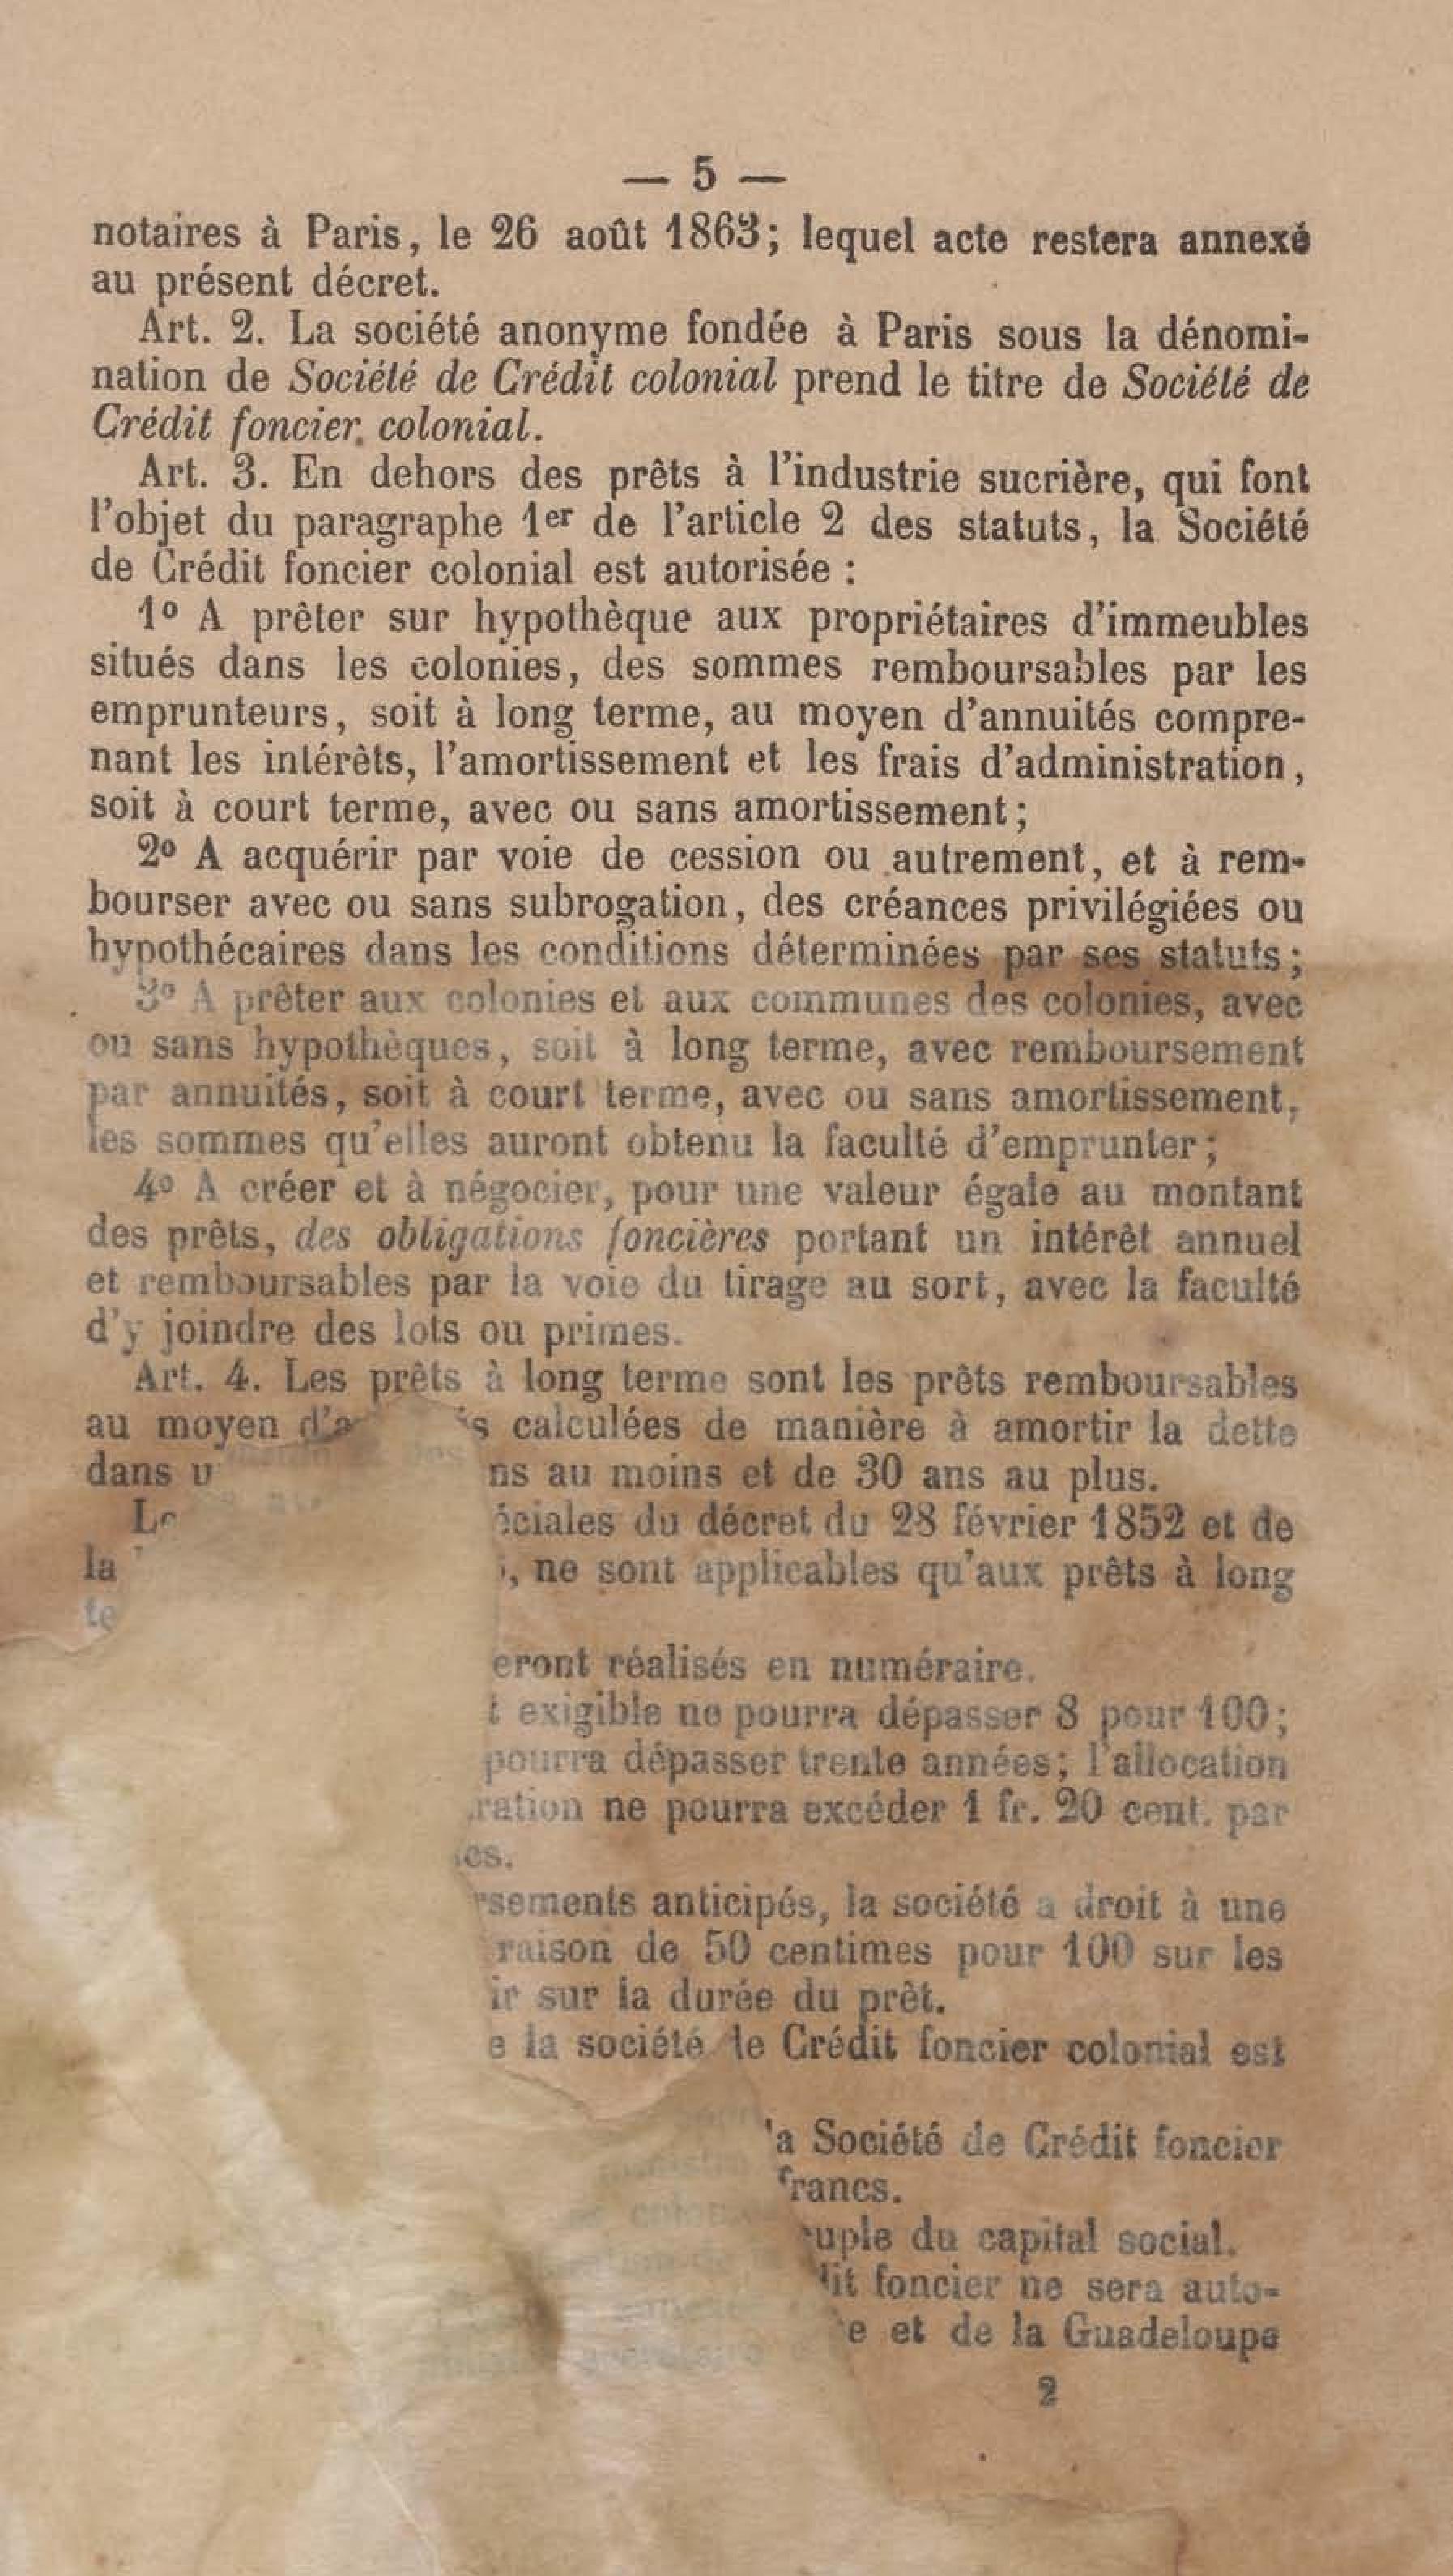 — 5 —
notaires à Paris, le 26 août 1863; lequel acte restera annexé
au présent décret.
Art. 2. La société anonyme fondée à Paris sous la dénomi-
nation de Société de Crédit colonial prend le titre de Société de
Crédit foncier colonial.
Art. 3. En dehors des prêts à l'industrie sucrière, qui font
l'objet du paragraphe 1er de l'article 2 des statuts, la Société
de Crédit foncier colonial est autorisée :
1º A prêter sur hypothèque aux propriétaires d'immeubles
situés dans les colonies, des sommes remboursables par les
emprunteurs, soit à long terme, au moyen d'annuités compre-
nant les intérêts, l'amortissement et les frais d'administration,
soit à court terme, avec ou sans amortissement;
2º A acquérir par voie de cession ou autrement, et à rem-
bourser avec ou sans subrogation, des créances privilégiées ou
hypothécaires dans les conditions déterminées par ses statuts;
3º A prêter aux colonies et aux communes des colonies, avec
ou sans hypothèques, soit à long terme, avec remboursement
par annuités, soit à court terme, avec ou sans amortissement,
les sommes qu'elles auront obtenu la faculté d'emprunter;
4º A créer et à négocier, pour une valeur égale au montant
des prêts, des obligations foncières portant un intérêt annuel
et remboursables par la voie du tirage au sort, avec la faculté
d'y joindre des lots ou primes.
Art. 4. Les prêts à long terme sont les prêts remboursables
au moyen calculées de manière à amortir la dette
dans ns au moins et de 30 ans au plus.
éciales du décret du 28 février 1852 et de
la , ne sont applicables qu'aux prêts à long
te
eront réalisés en numéraire.
t exigible ne pourra dépasser 8 pour 100;
pourra dépasser trente années; l'allocation
ration ne pourra excéder 1 fr. 20 cent. par
es.
sements anticipés, la société a droit à une
raison de 50 centimes pour 100 sur les
ir sur la durée du prêt.
e la société de Crédit foncier colonial est
la Société de Crédit foncier
francs.
uple du capital social.
dit foncier ne sera auto-
e et de la Guadeloupe
2